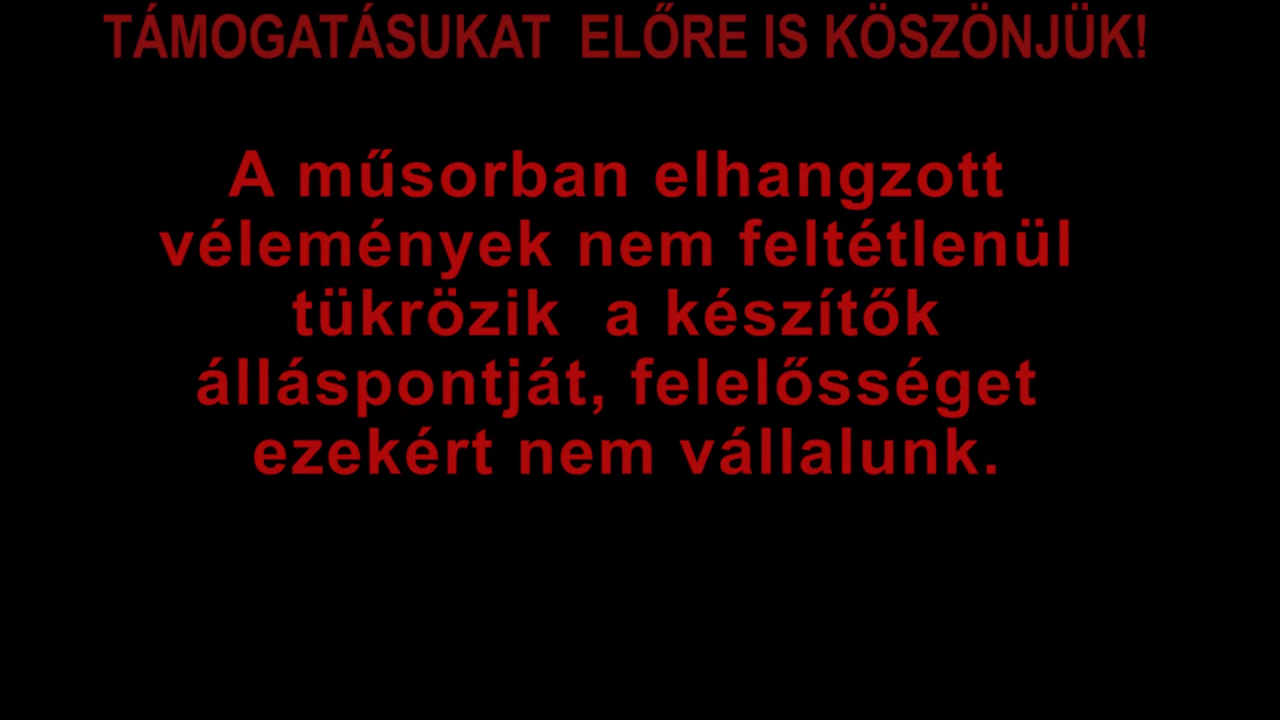 TÁMOGATÁSUKAT ELŐRE IS KÖSZÖNJÜK!
A műsorban elhangzott
vélemények nem feltétlenül
tükrözik a készítők
álláspontját, felelősséget
ezekért nem vállalunk.